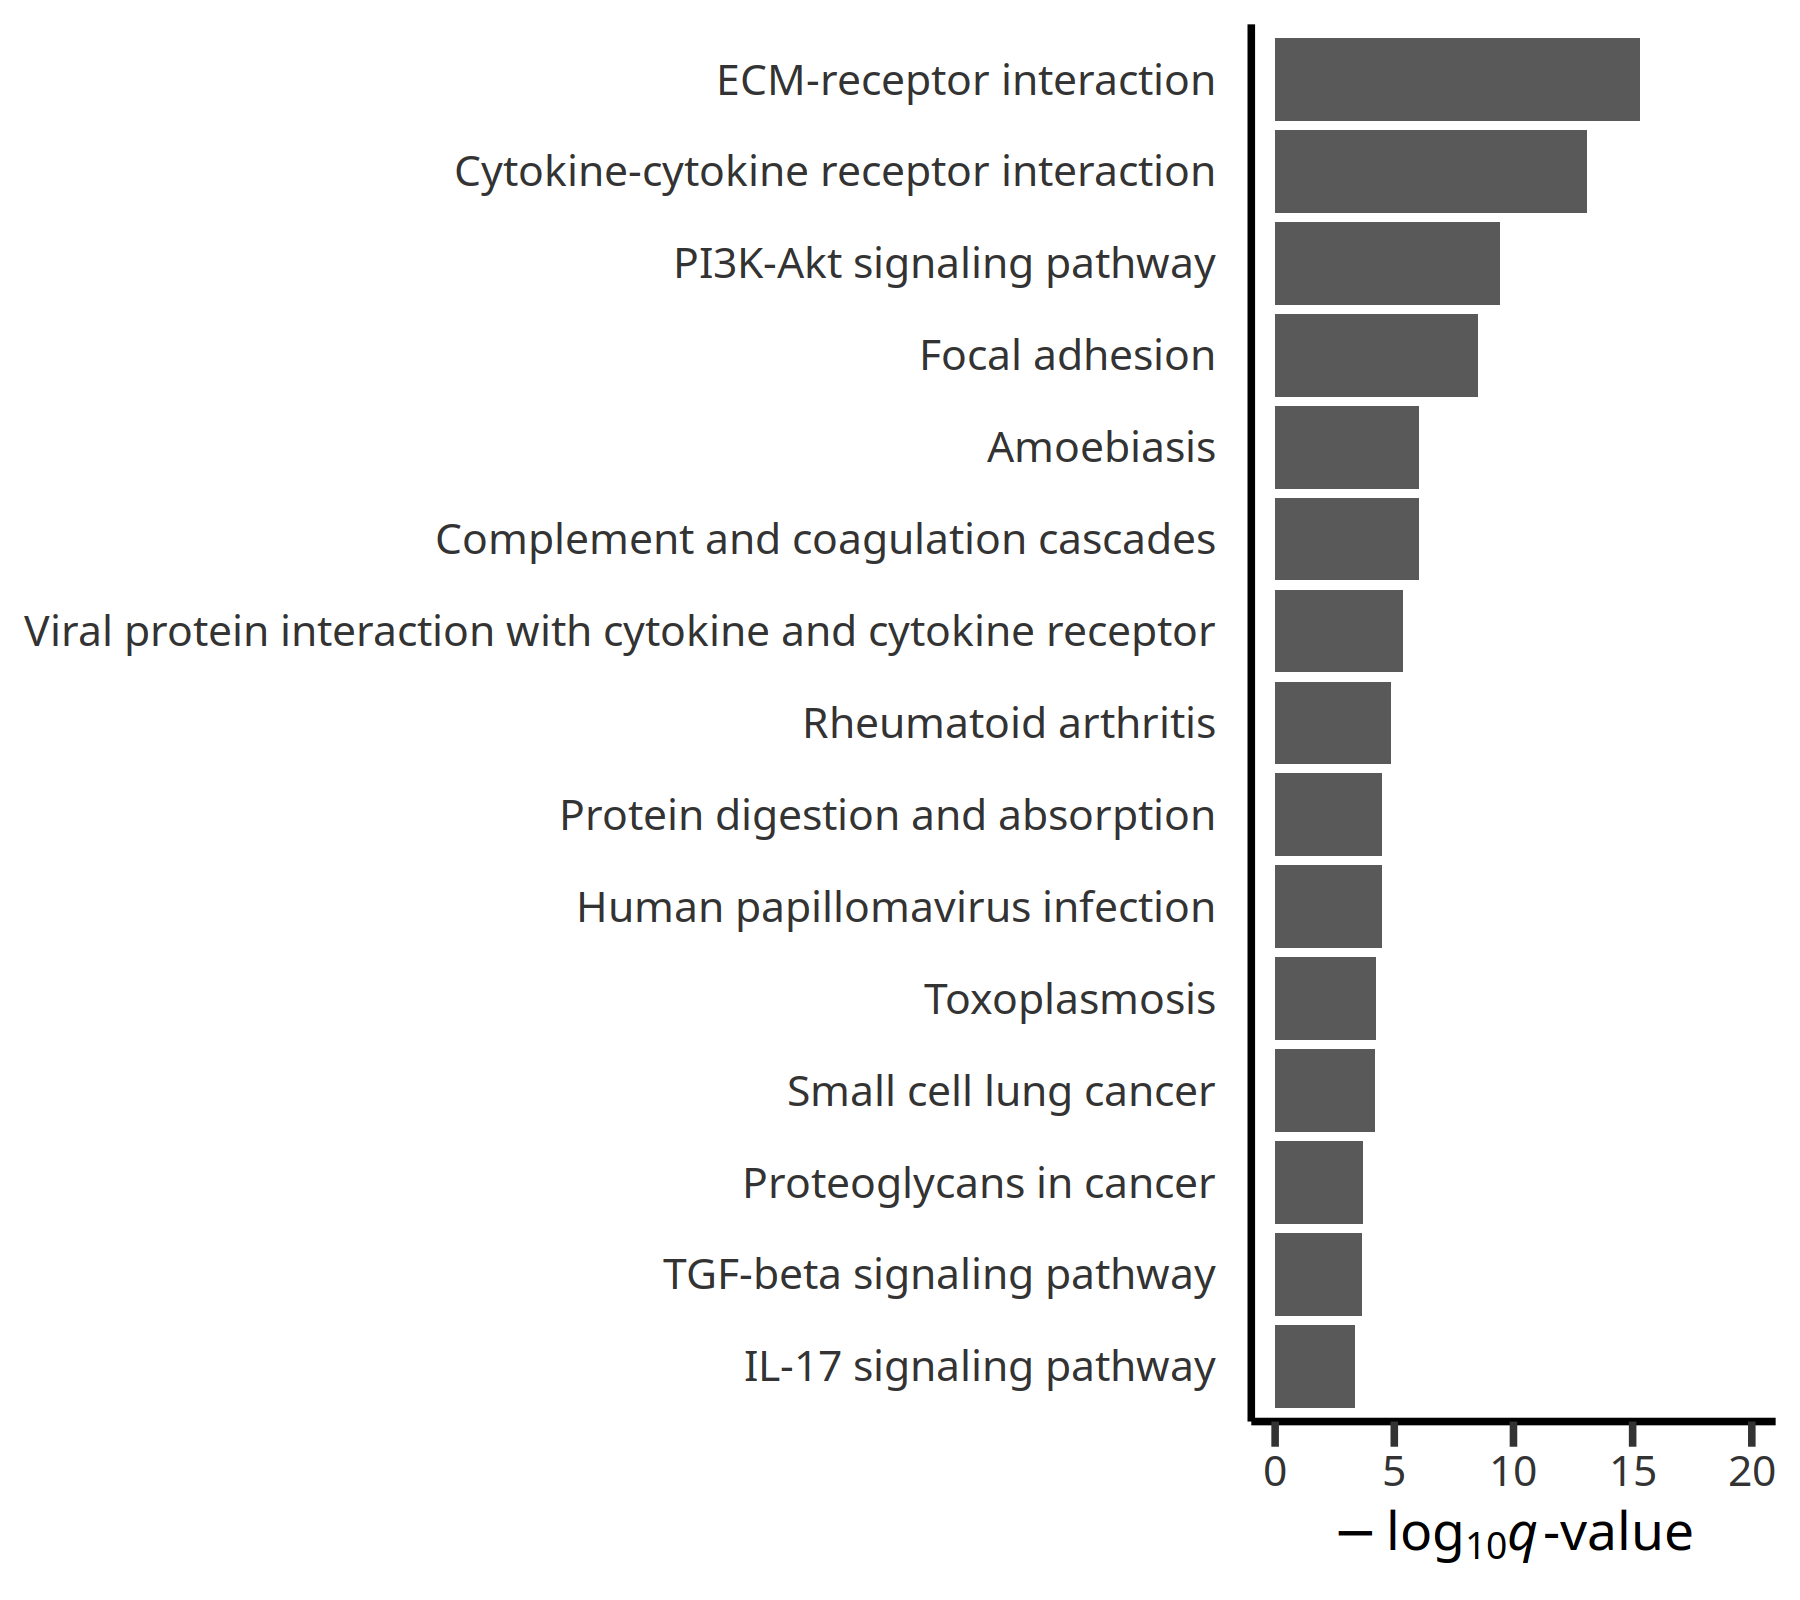 ECM-receptor interaction
Cytokine-cytokine receptor interaction
PI3K-Akt signaling pathway
Focal adhesion
Amoebiasis
Complement and coagulation cascades
Viral protein interaction with cytokine and cytokine receptor
Rheumatoid arthritis
Protein digestion and absorption
Human papillomavirus infection
Toxoplasmosis
Small cell lung cancer
Proteoglycans in cancer
TGF-beta signaling pathway
IL-17 signaling pathway
0 5 10 15 20
− log₁₀q-value